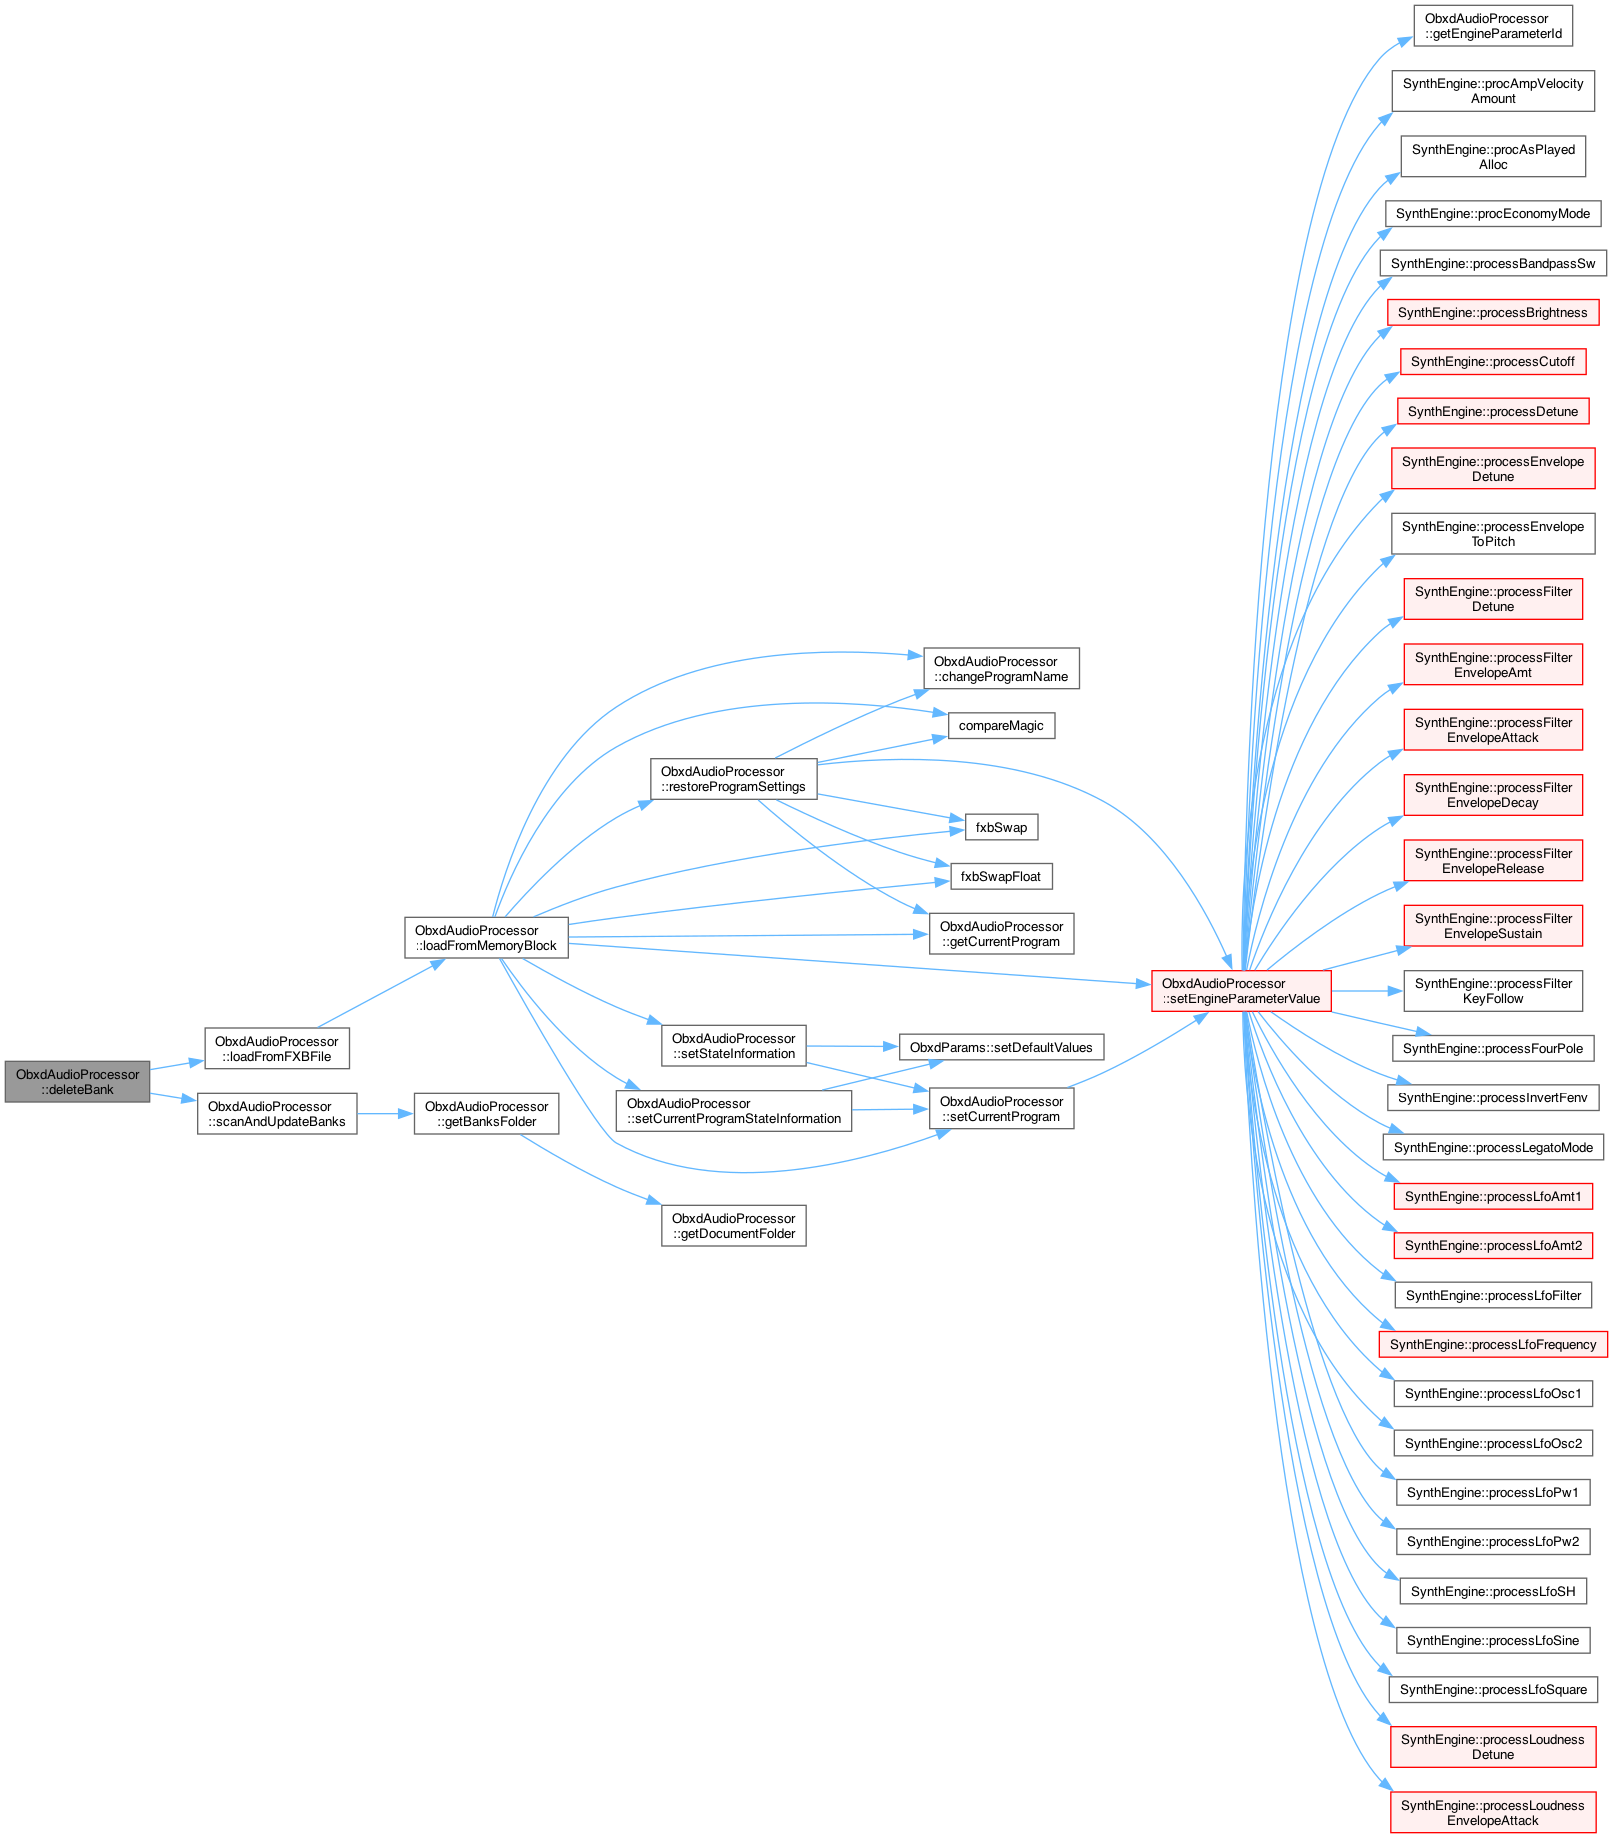 ObxdAudioProcessor
::deleteBank
ObxdAudioProcessor
::loadFromFXBFile
ObxdAudioProcessor
::scanAndUpdateBanks
ObxdAudioProcessor
::loadFromMemoryBlock
ObxdAudioProcessor
::getBanksFolder
ObxdAudioProcessor
::restoreProgramSettings
ObxdAudioProcessor
::setStateInformation
ObxdAudioProcessor
::setCurrentProgramStateInformation
ObxdAudioProcessor
::getDocumentFolder
ObxdAudioProcessor
::changeProgramName
compareMagic
fxbSwap
fxbSwapFloat
ObxdAudioProcessor
::getCurrentProgram
ObxdParams::setDefaultValues
ObxdAudioProcessor
::setCurrentProgram
ObxdAudioProcessor
::setEngineParameterValue
ObxdAudioProcessor
::getEngineParameterId
SynthEngine::procAmpVelocity
Amount
SynthEngine::procAsPlayed
Alloc
SynthEngine::procEconomyMode
SynthEngine::processBandpassSw
SynthEngine::processBrightness
SynthEngine::processCutoff
SynthEngine::processDetune
SynthEngine::processEnvelope
Detune
SynthEngine::processEnvelope
ToPitch
SynthEngine::processFilter
Detune
SynthEngine::processFilter
EnvelopeAmt
SynthEngine::processFilter
EnvelopeAttack
SynthEngine::processFilter
EnvelopeDecay
SynthEngine::processFilter
EnvelopeRelease
SynthEngine::processFilter
EnvelopeSustain
SynthEngine::processFilter
KeyFollow
SynthEngine::processFourPole
SynthEngine::processInvertFenv
SynthEngine::processLegatoMode
SynthEngine::processLfoAmt1
SynthEngine::processLfoAmt2
SynthEngine::processLfoFilter
SynthEngine::processLfoFrequency
SynthEngine::processLfoOsc1
SynthEngine::processLfoOsc2
SynthEngine::processLfoPw1
SynthEngine::processLfoPw2
SynthEngine::processLfoSH
SynthEngine::processLfoSine
SynthEngine::processLfoSquare
SynthEngine::processLoudness
Detune
SynthEngine::processLoudness
EnvelopeAttack